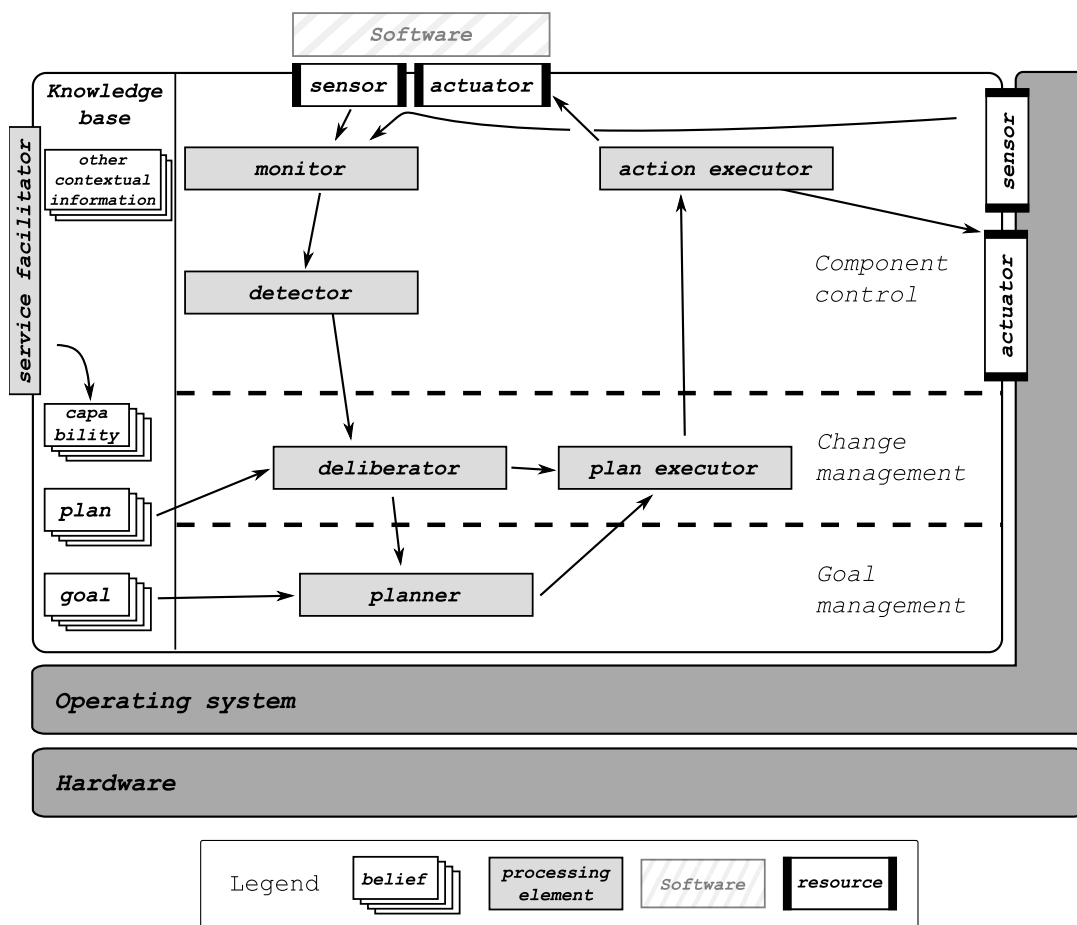 Software
Knowledge
base
sensor
actuator
service facilitator
other
contextual
information
monitor
action executor
sensor
detector
Component
control
actuator
capa
bility
deliberator
plan executor
Change
management
plan
goal
planner
Goal
management
Operating system
Hardware
Legend
belief
processing
element
Software
resource